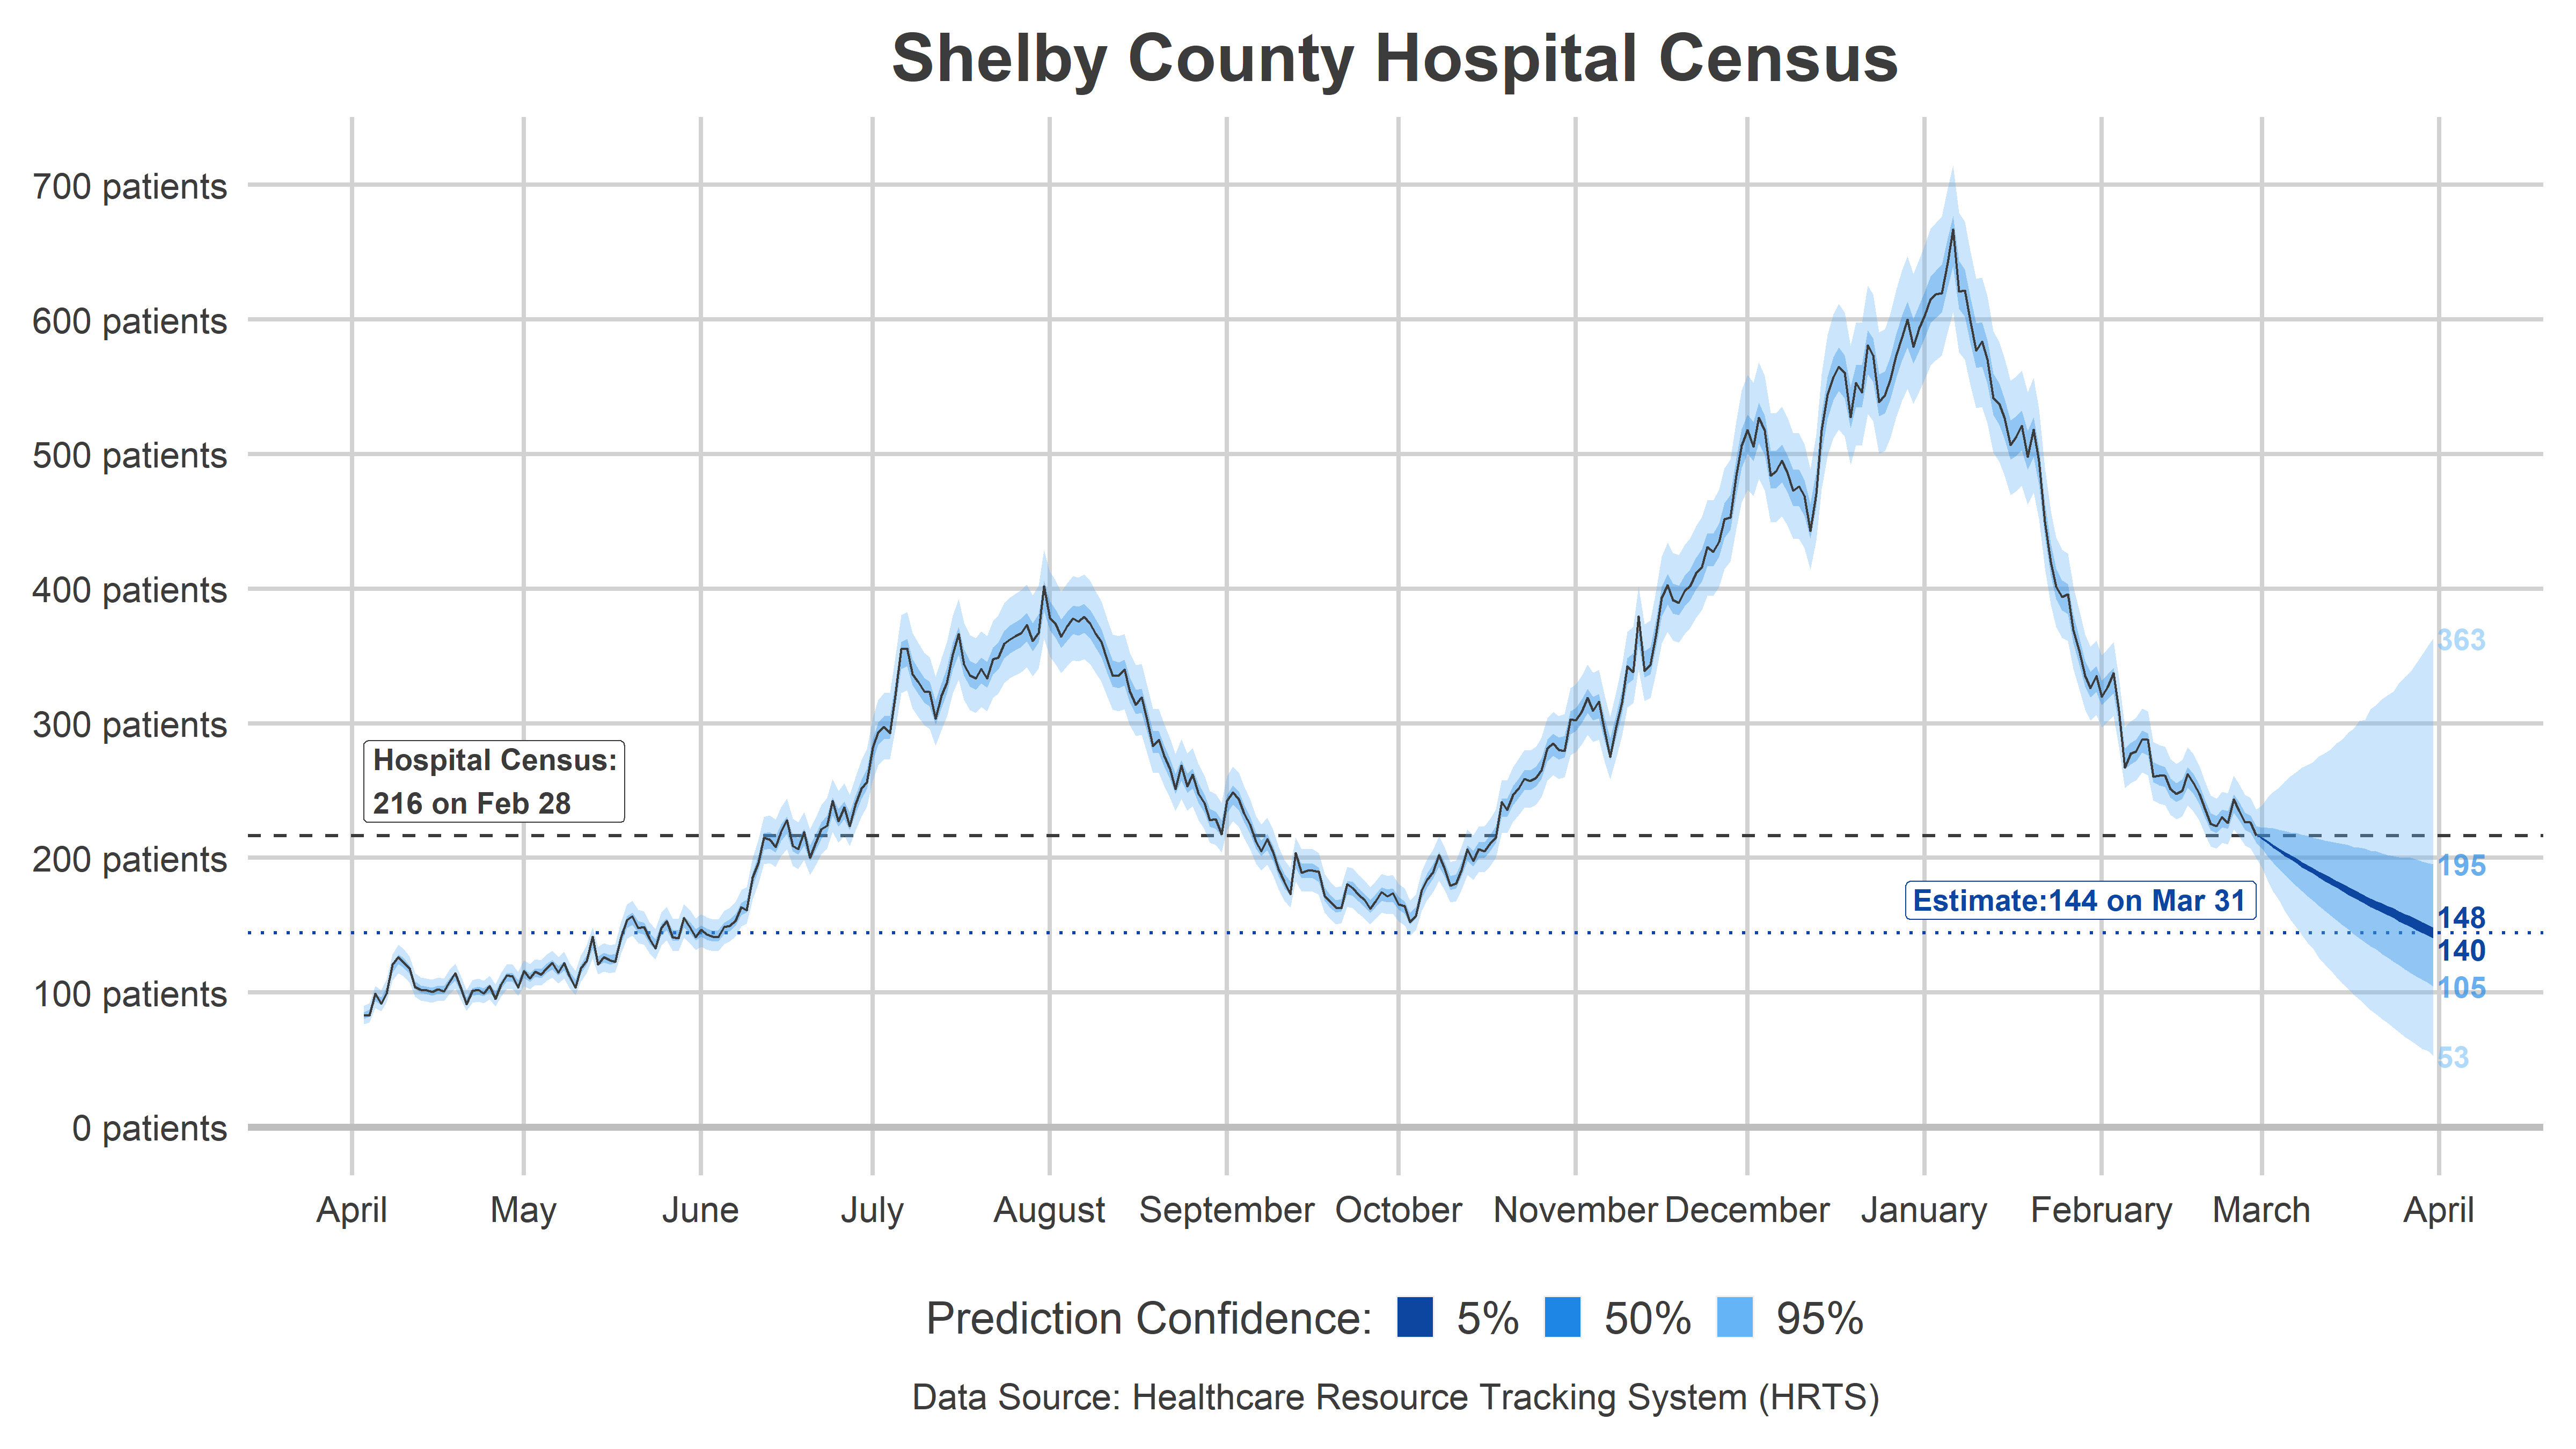 Shelby County Hospital Census
700 patients
600 patients
500 patients
400 patients
300 patients
200 patients
100 patients
0 patients
Hospital Census:
216 on Feb 28
Estimate:144 on Mar 31
363
195
148
140
105
53
April May June July August September October November December January February March April
Prediction Confidence: 5% 50% 95%
Data Source: Healthcare Resource Tracking System (HRTS)